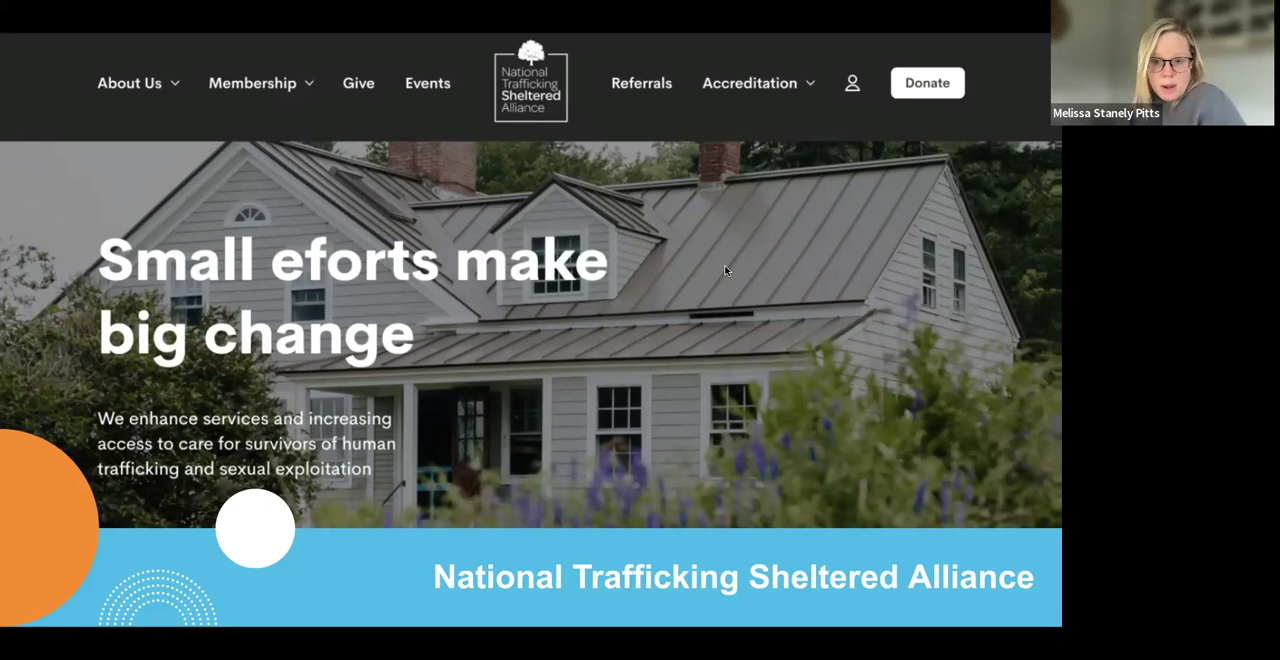 About Us
Membership
Give
Events
National
Trafficking
Sheltered
Alliance
Referrals
Accreditation
Donate
Melissa Stanely Pitts
Small eforts make
big change
We enhance services and increasing
access to care for survivors of human
trafficking and sexual exploitation
National Trafficking Sheltered Alliance